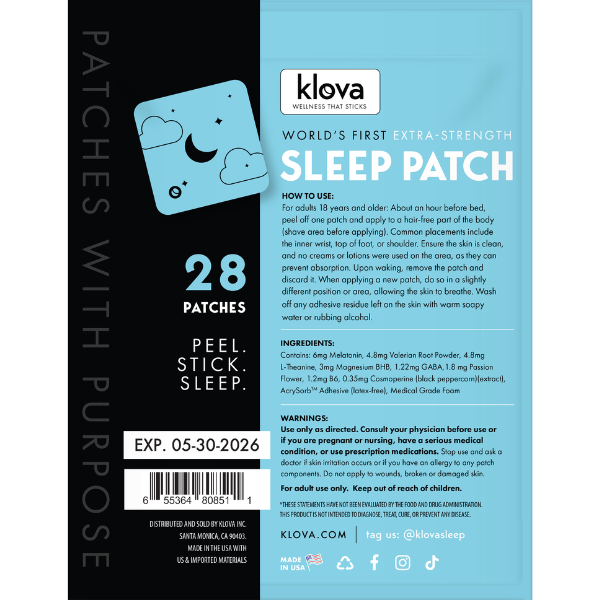 PATCHES WITH PURPOSE
28
PATCHES
PEEL.
STICK.
SLEEP.
EXP. 05-30-2026
6 55364 80851 1
DISTRIBUTED AND SOLD BY KLOVA INC.
SANTA MONICA, CA 90403.
MADE IN THE USA WITH
US & IMPORTED MATERIALS
klova
WELLNESS THAT STICKS
WORLD'S FIRST EXTRA-STRENGTH
SLEEP PATCH
HOW TO USE:
For adults 18 years and older: About an hour before bed,
peel off one patch and apply to a hair-free part of the body
(shave area before applying). Common placements include
the inner wrist, top of foot, or shoulder. Ensure the skin is clean,
and no creams or lotions were used on the area, as they can
prevent absorption. Upon waking, remove the patch and
discard it. When applying a new patch, do so in a slightly
different position or area, allowing the skin to breathe. Wash
off any adhesive residue left on the skin with warm soapy
water or rubbing alcohol.
INGREDIENTS:
Contains: 6mg Melatonin, 4.8mg Valerian Root Powder, 4.8mg
L-Theanine, 3mg Magnesium BHB, 1.22mg GABA,1.8 mg Passion
Flower, 1.2mg B6, 0.35mg Cosmoperine (black peppercorn)(extract),
AcrySorb™ Adhesive (latex-free), Medical Grade Foam
WARNINGS:
Use only as directed. Consult your physician before use or
if you are pregnant or nursing, have a serious medical
condition, or use prescription medications. Stop use and ask a
doctor if skin irritation occurs or if you have an allergy to any patch
components. Do not apply to wounds, broken or damaged skin.
For adult use only. Keep out of reach of children.
*THESE STATEMENTS HAVE NOT BEEN EVALUATED BY THE FOOD AND DRUG ADMINISTRATION.
THIS PRODUCT IS NOT INTENDED TO DIAGNOSE, TREAT, CURE, OR PREVENT ANY DISEASE.
KLOVA.COM | tag us: @klovasleep
MADE
IN USA